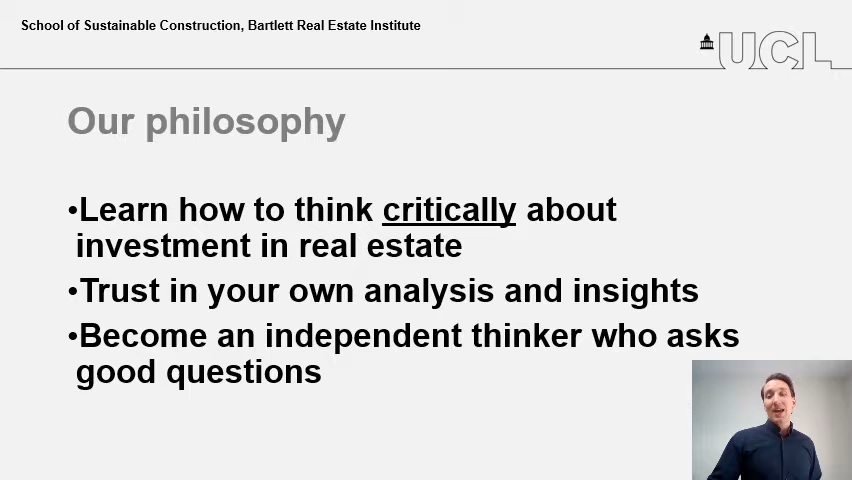 School of Sustainable Construction, Bartlett Real Estate Institute
UCL
Our philosophy
•Learn how to think critically about
investment in real estate
•Trust in your own analysis and insights
•Become an independent thinker who asks
good questions